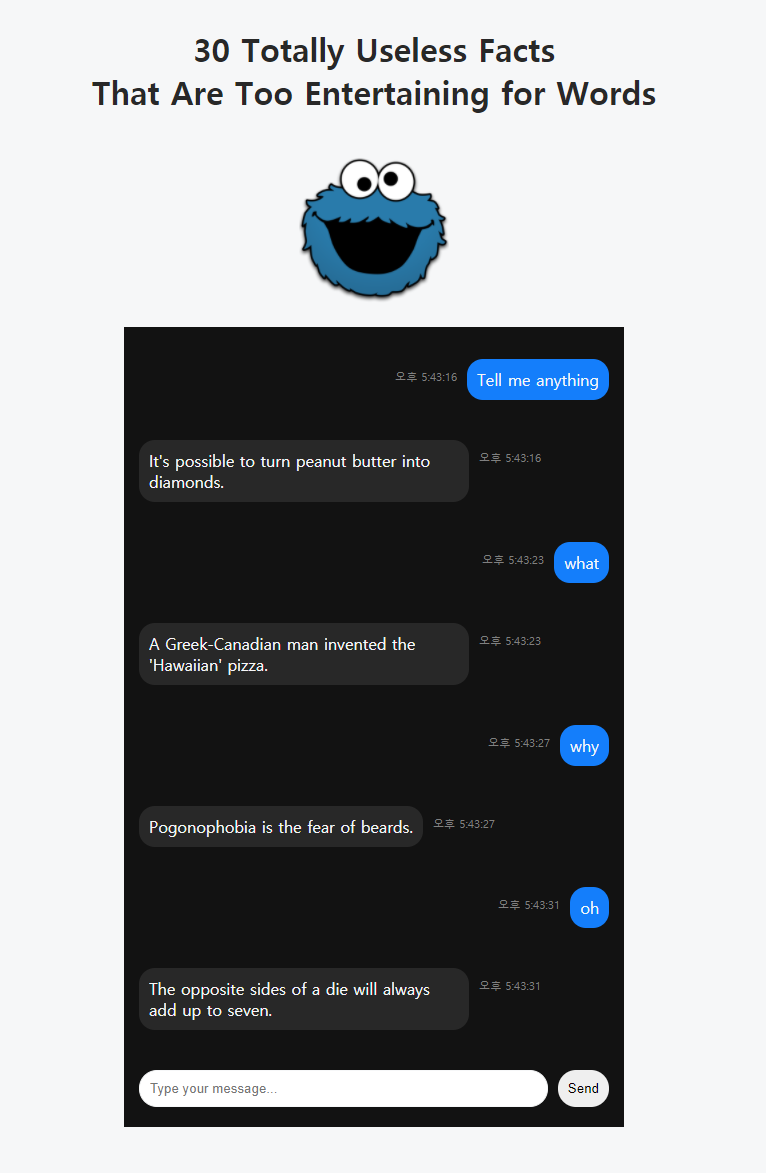 30 Totally Useless Facts
That Are Too Entertaining for Words
오후 5:43:16 Tell me anything
It's possible to turn peanut butter into 오후 5:43:16
diamonds.
오후 5:43:23 what
A Greek-Canadian man invented the 오후 5:43:23
'Hawaiian' pizza.
오후 5:43:27 why
Pogonophobia is the fear of beards. 오후 5:43:27
오후 5:43:31 oh
The opposite sides of a die will always 오후 5:43:31
add up to seven.
Type your message... Send